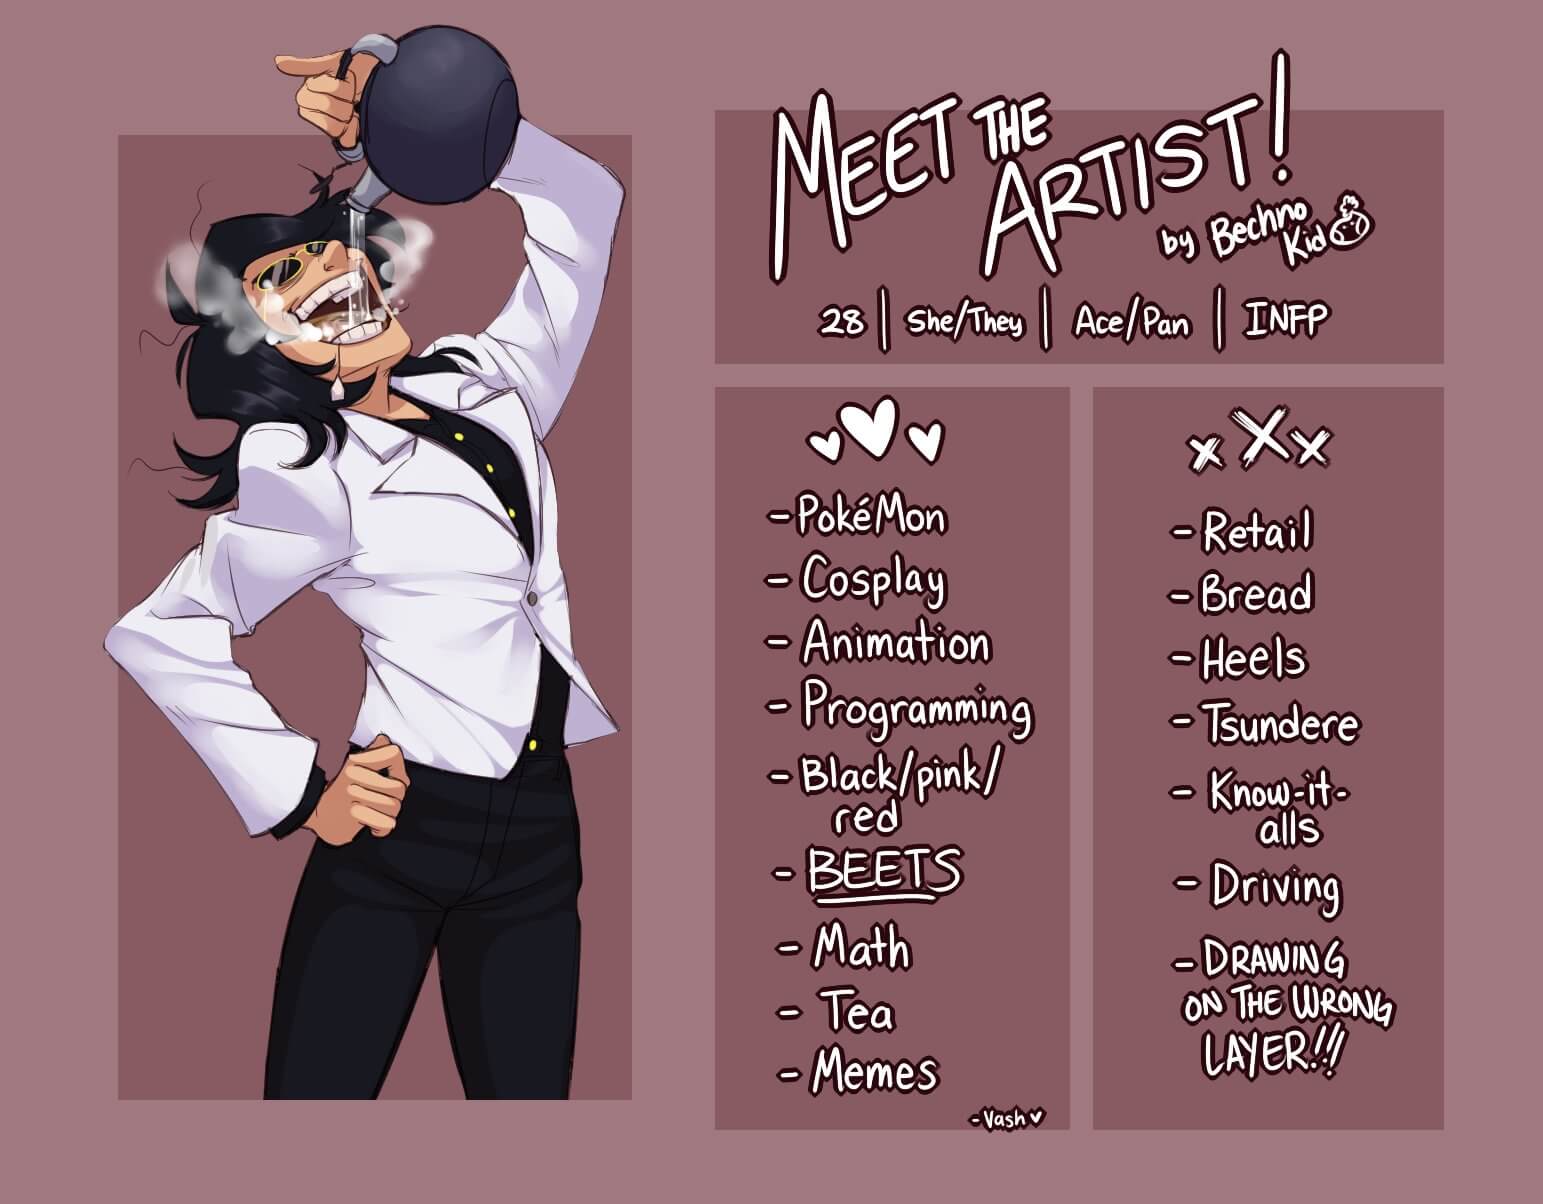 MEET THE
ARTIST!
by Bechno
Kid
28 | She/They | Ace/Pan | INFP
- PokéMon
- Cosplay
- Animation
- Programming
- Black/pink/
red
- BEETS
- Math
- Tea
- Memes
- Vash ♥
x X x
- Retail
- Bread
- Heels
- Tsundere
- Know-it-
alls
- Driving
- DRAWING
ON THE WRONG
LAYER!!!